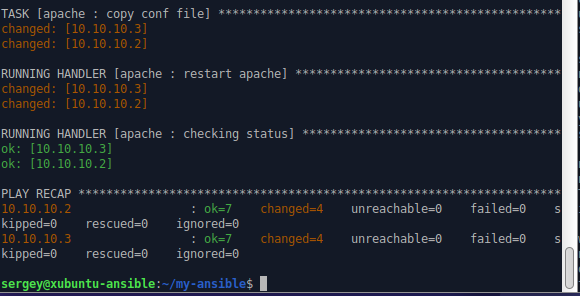 TASK [apache : copy conf file] *************************************************
changed: [10.10.10.3]
changed: [10.10.10.2]
RUNNING HANDLER [apache : restart apache] **************************************
changed: [10.10.10.3]
changed: [10.10.10.2]
RUNNING HANDLER [apache : checking status] *************************************
ok: [10.10.10.3]
ok: [10.10.10.2]
PLAY RECAP *********************************************************************
10.10.10.2                 : ok=7    changed=4    unreachable=0    failed=0    s
kipped=0    rescued=0    ignored=0
10.10.10.3                 : ok=7    changed=4    unreachable=0    failed=0    s
kipped=0    rescued=0    ignored=0
sergey@xubuntu-ansible:~/my-ansible$